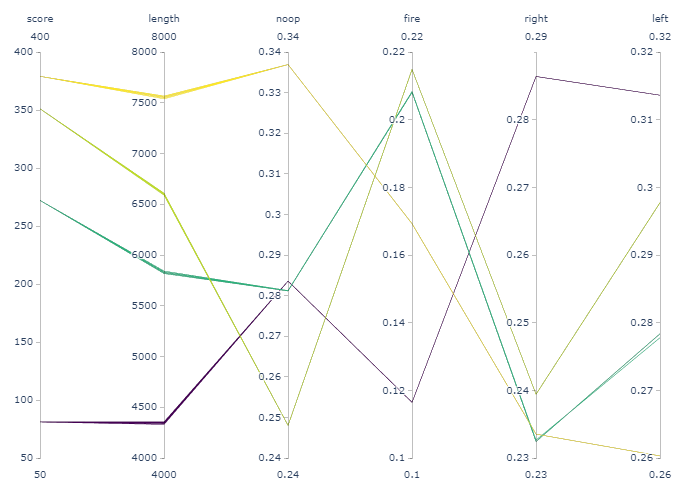 score length noop fire right left
400 8000 0.34 0.22 0.29 0.32
400 8000 0.34 0.22 0.29 0.32
350 7500 0.33 0.2 0.28 0.31
300 7000 0.32 0.18 0.27 0.3
250 6500 0.31 0.16 0.26 0.29
200 6000 0.3 0.14 0.25 0.28
150 5500 0.29 0.12 0.24 0.27
100 5000 0.28 0.1 0.23 0.26
50 4500 0.27
4000 0.26
0.25
0.24
50 4000 0.24 0.1 0.23 0.26